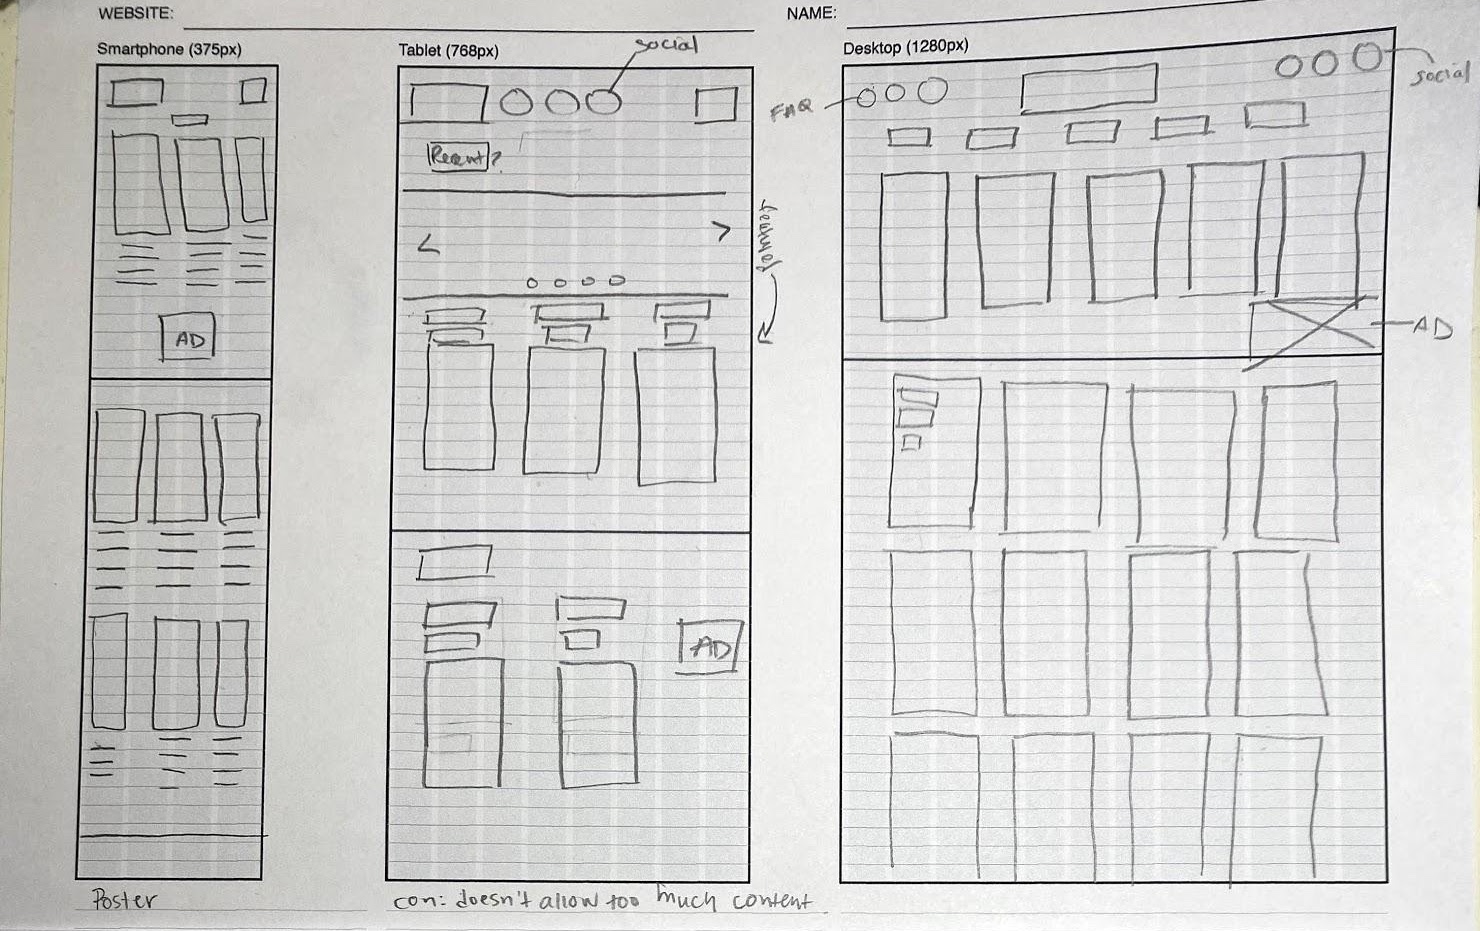 WEBSITE:
NAME:
Smartphone (375px)
Tablet (768px)
social
Desktop (1280px)
social
FAQ
Recent?
featured
AD
AD
AD
Poster
con: doesn't allow too much content